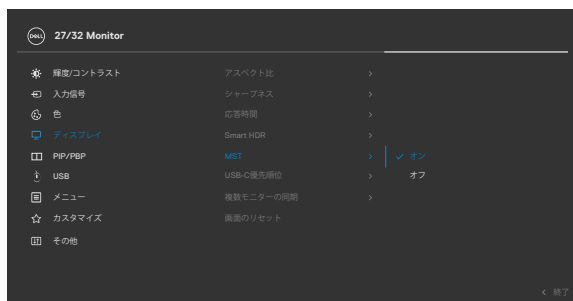 DELL 27/32 Monitor
輝度/コントラスト アスペクト比
入力信号 シャープネス
色 応答時間
ディスプレイ Smart HDR
PIP/PBP MST オン
USB USB-C優先順位 オフ
メニュー 複数モニターの同期
カスタマイズ 画面のリセット
その他
終了